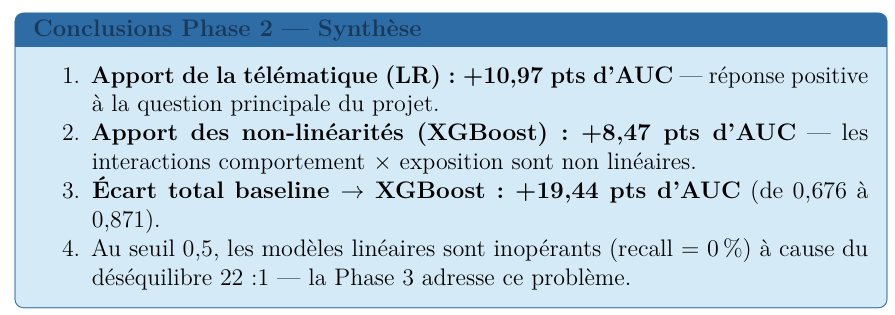 Conclusions Phase 2 — Synthèse
1. Apport de la télématique (LR) : +10,97 pts d'AUC — réponse positive
à la question principale du projet.
2. Apport des non-linéarités (XGBoost) : +8,47 pts d'AUC — les
interactions comportement × exposition sont non linéaires.
3. Écart total baseline → XGBoost : +19,44 pts d'AUC (de 0,676 à
0,871).
4. Au seuil 0,5, les modèles linéaires sont inopérants (recall = 0 %) à cause du
déséquilibre 22 :1 — la Phase 3 adresse ce problème.